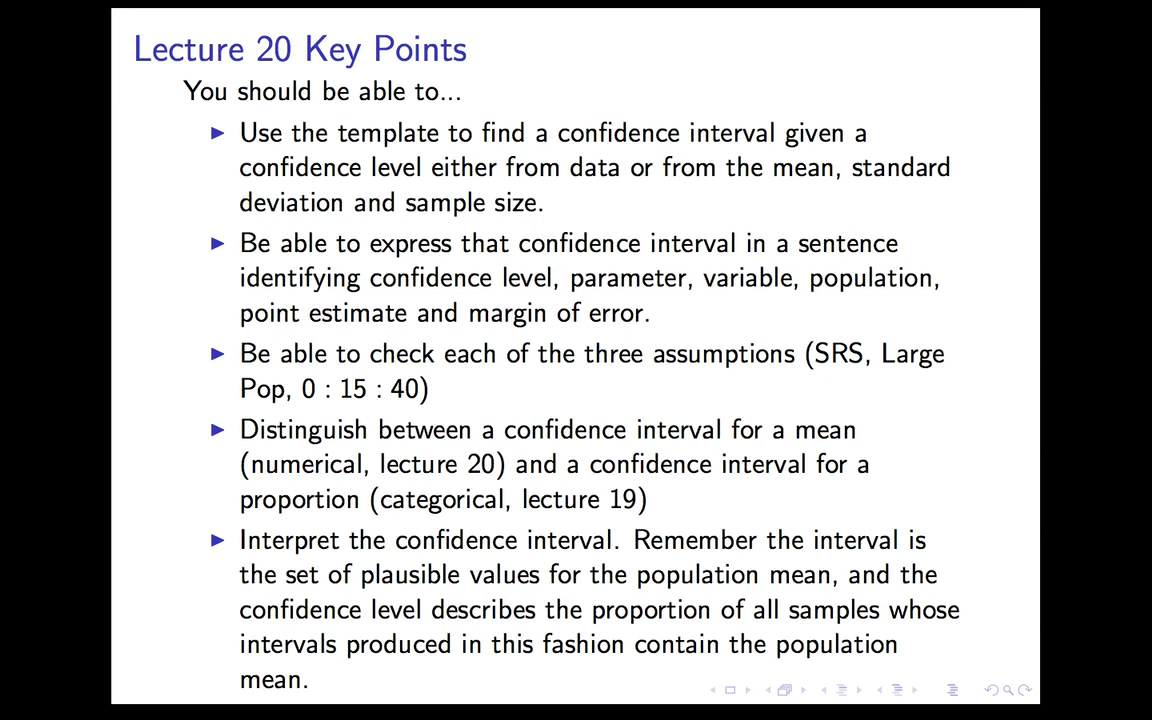 Lecture 20 Key Points
You should be able to...
Use the template to find a confidence interval given a
confidence level either from data or from the mean, standard
deviation and sample size.
Be able to express that confidence interval in a sentence
identifying confidence level, parameter, variable, population,
point estimate and margin of error.
Be able to check each of the three assumptions (SRS, Large
Pop, 0 : 15 : 40)
Distinguish between a confidence interval for a mean
(numerical, lecture 20) and a confidence interval for a
proportion (categorical, lecture 19)
Interpret the confidence interval. Remember the interval is
the set of plausible values for the population mean, and the
confidence level describes the proportion of all samples whose
intervals produced in this fashion contain the population
mean.